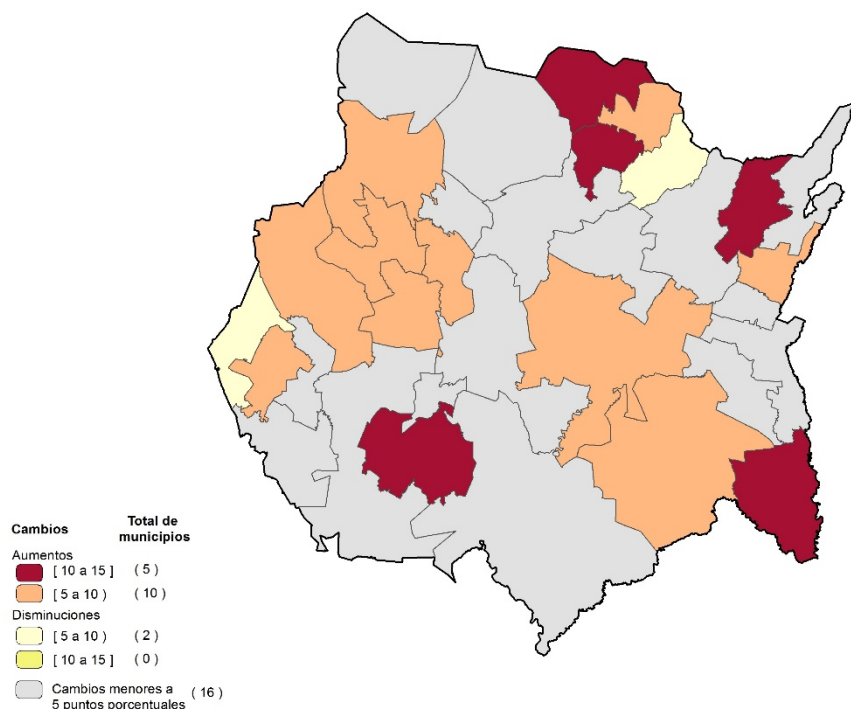 Cambios Total de
municipios
Aumentos
[ 10 a 15 ] ( 5 )
[ 5 a 10 ) ( 10 )
Disminuciones
[ 5 a 10 ) ( 2 )
[ 10 a 15 ] ( 0 )
Cambios menores a ( 16 )
5 puntos porcentuales